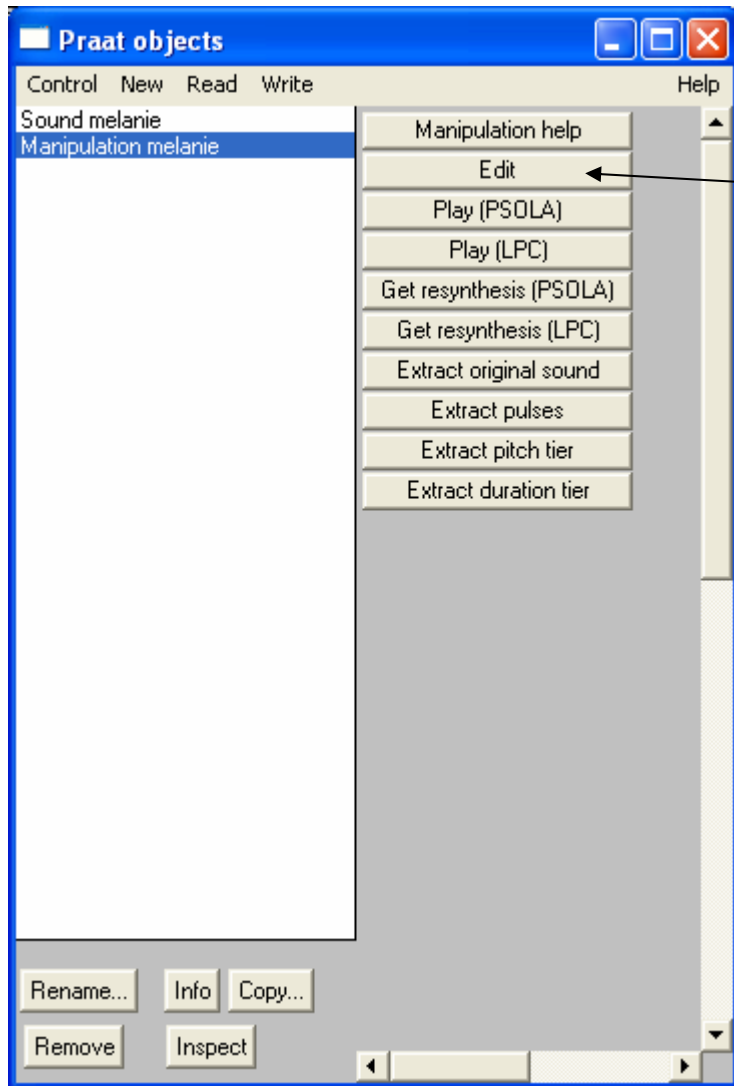 Praat objects
Control New Read Write Help
Sound melanie
Manipulation melanie
Manipulation help
Edit
Play (PSOLA)
Play (LPC)
Get resynthesis (PSOLA)
Get resynthesis (LPC)
Extract original sound
Extract pulses
Extract pitch tier
Extract duration tier
Rename... Info Copy...
Remove Inspect